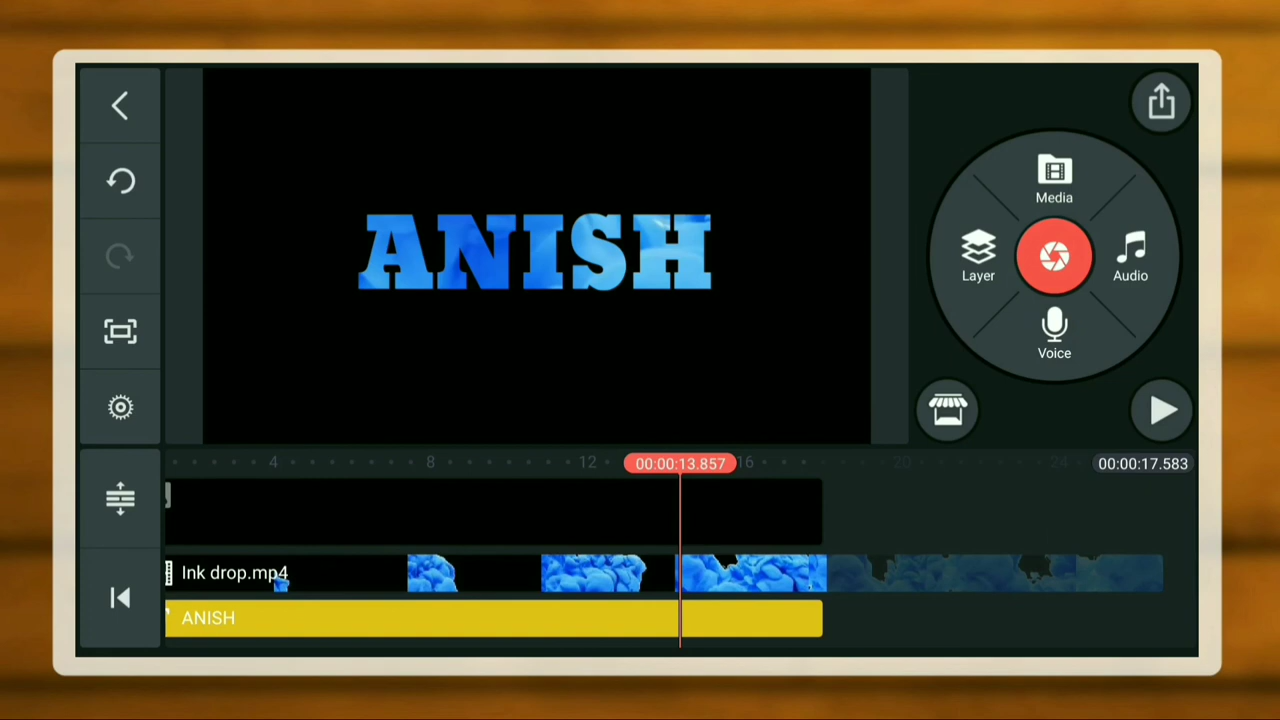 ANISH
Media
Layer
Audio
Voice
4
8
12
00:00:13.857
16
20
24
00:00:17.583
Ink drop.mp4
ANISH